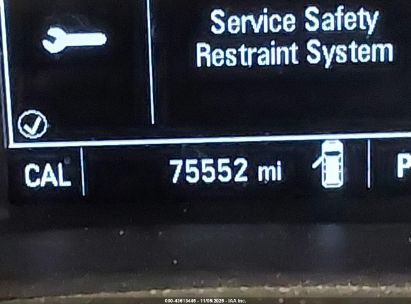 Service Safety
Restraint System
CAL
75552 mi
P